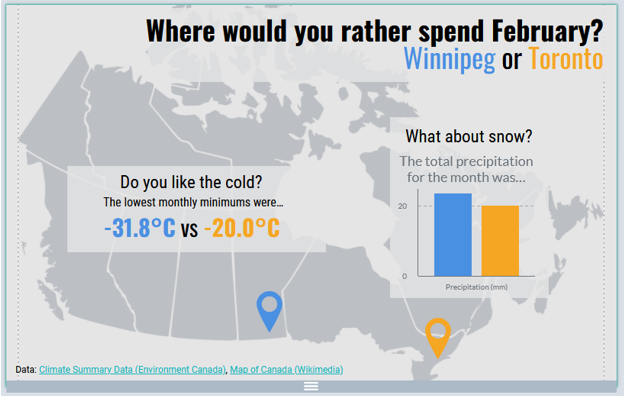 Where would you rather spend February?
Winnipeg or Toronto
What about snow?
The total precipitation
for the month was...
20
0
Precipitation (mm)
Do you like the cold?
The lowest monthly minimums were...
-31.8°C vs -20.0°C
Data: Climate Summary Data (Environment Canada), Map of Canada (Wikimedia)